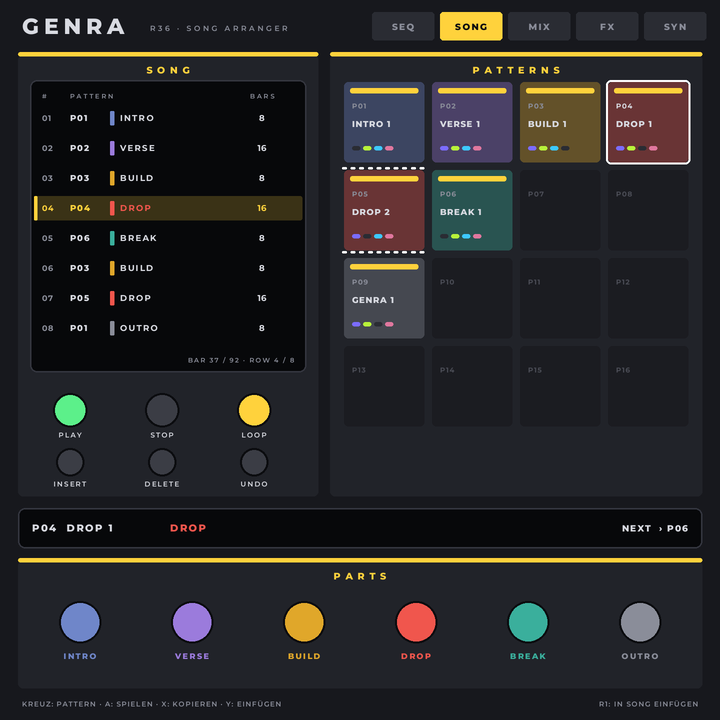 GENRA R36 · SONG ARRANGER SEQ SONG MIX FX SYN
SONG
# PATTERN BARS
01 P01 INTRO 8
02 P02 VERSE 16
03 P03 BUILD 8
04 P04 DROP 16
05 P06 BREAK 8
06 P03 BUILD 8
07 P05 DROP 16
08 P01 OUTRO 8
BAR 37 / 92 · ROW 4 / 8
PLAY STOP LOOP
INSERT DELETE UNDO
PATTERNS
P01 P02 P03 P04
INTRO 1 VERSE 1 BUILD 1 DROP 1
P05 P06 P07 P08
DROP 2 BREAK 1
P09 P10 P11 P12
GENRA 1
P13 P14 P15 P16
P04 DROP 1 DROP NEXT › P06
PARTS
INTRO VERSE BUILD DROP BREAK OUTRO
KREUZ: PATTERN · A: SPIELEN · X: KOPIEREN · Y: EINFÜGEN R1: IN SONG EINFÜGEN